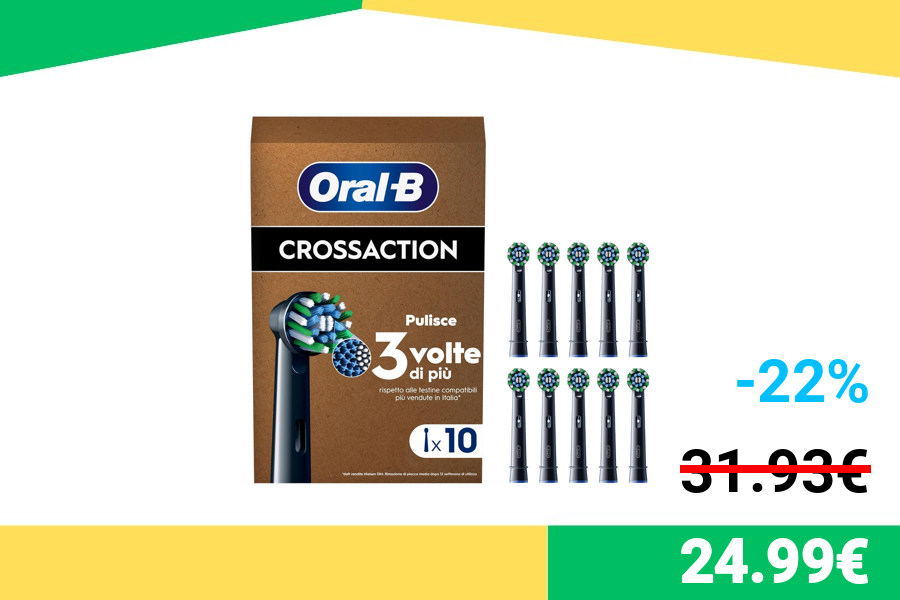 Oral-B
CROSSACTION
Pulisce
3 volte
di più
rispetto alle testine compatibili
più vendute in Italia*
x10
-22%
31.93€
24.99€